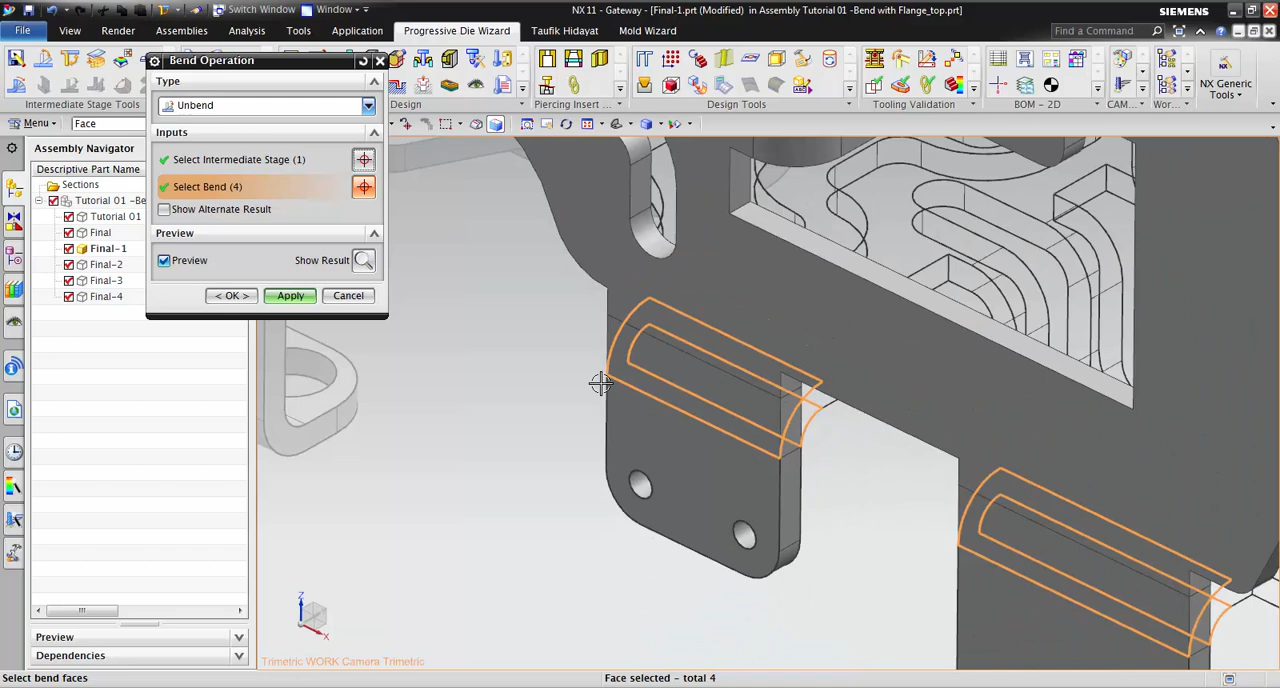 Switch Window Window NX 11 - Gateway - [Final-1.prt (Modified) in Assembly Tutorial 01 -Bend with Flange_top.prt] SIEMENS
File View Render Assemblies Analysis Tools Application Progressive Die Wizard Taufik Hidayat Mold Wizard Find a Command
Intermediate Stage Tools Design Piercing Insert ... Design Tools Tooling Validation BOM - 2D CAM... Wor... NX Generic Tools
Menu Face
Bend Operation
Type
Unbend
Inputs
Select Intermediate Stage (1)
Select Bend (4)
Show Alternate Result
Preview
Preview Show Result
< OK > Apply Cancel
Assembly Navigator
Descriptive Part Name
Sections
Tutorial 01 -Be
Tutorial 01
Final
Final-1
Final-2
Final-3
Final-4
Preview
Dependencies
Z
X
Trimetric WORK Camera Trimetric
Select bend faces Face selected - total 4